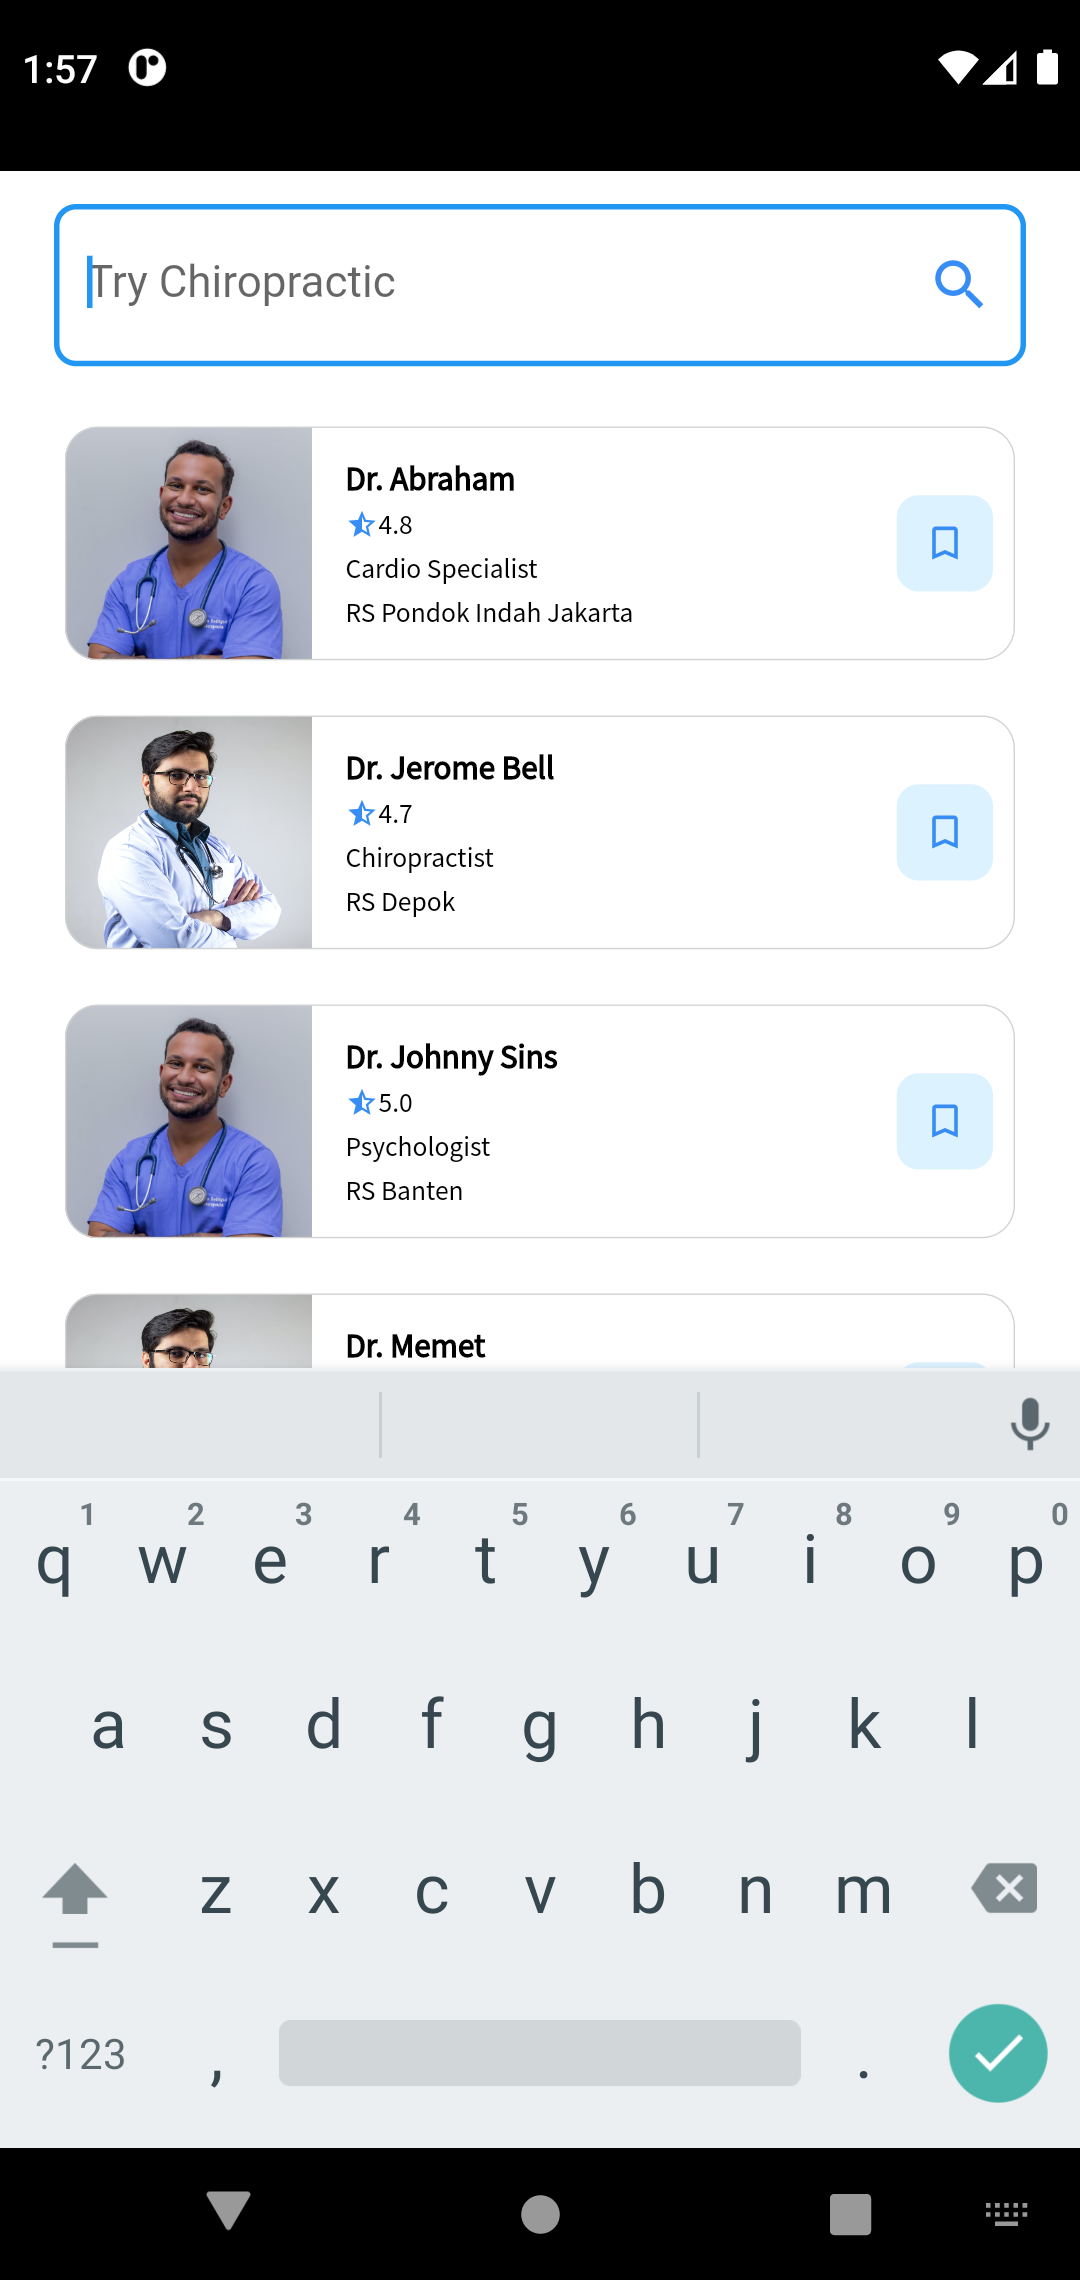 1:57
Try Chiropractic
Dr. Abraham
4.8
Cardio Specialist
RS Pondok Indah Jakarta
Dr. Jerome Bell
4.7
Chiropractist
RS Depok
Dr. Johnny Sins
5.0
Psychologist
RS Banten
Dr. Memet
1 2 3 4 5 6 7 8 9 0
q w e r t y u i o p
a s d f g h j k l
z x c v b n m
?123 , .